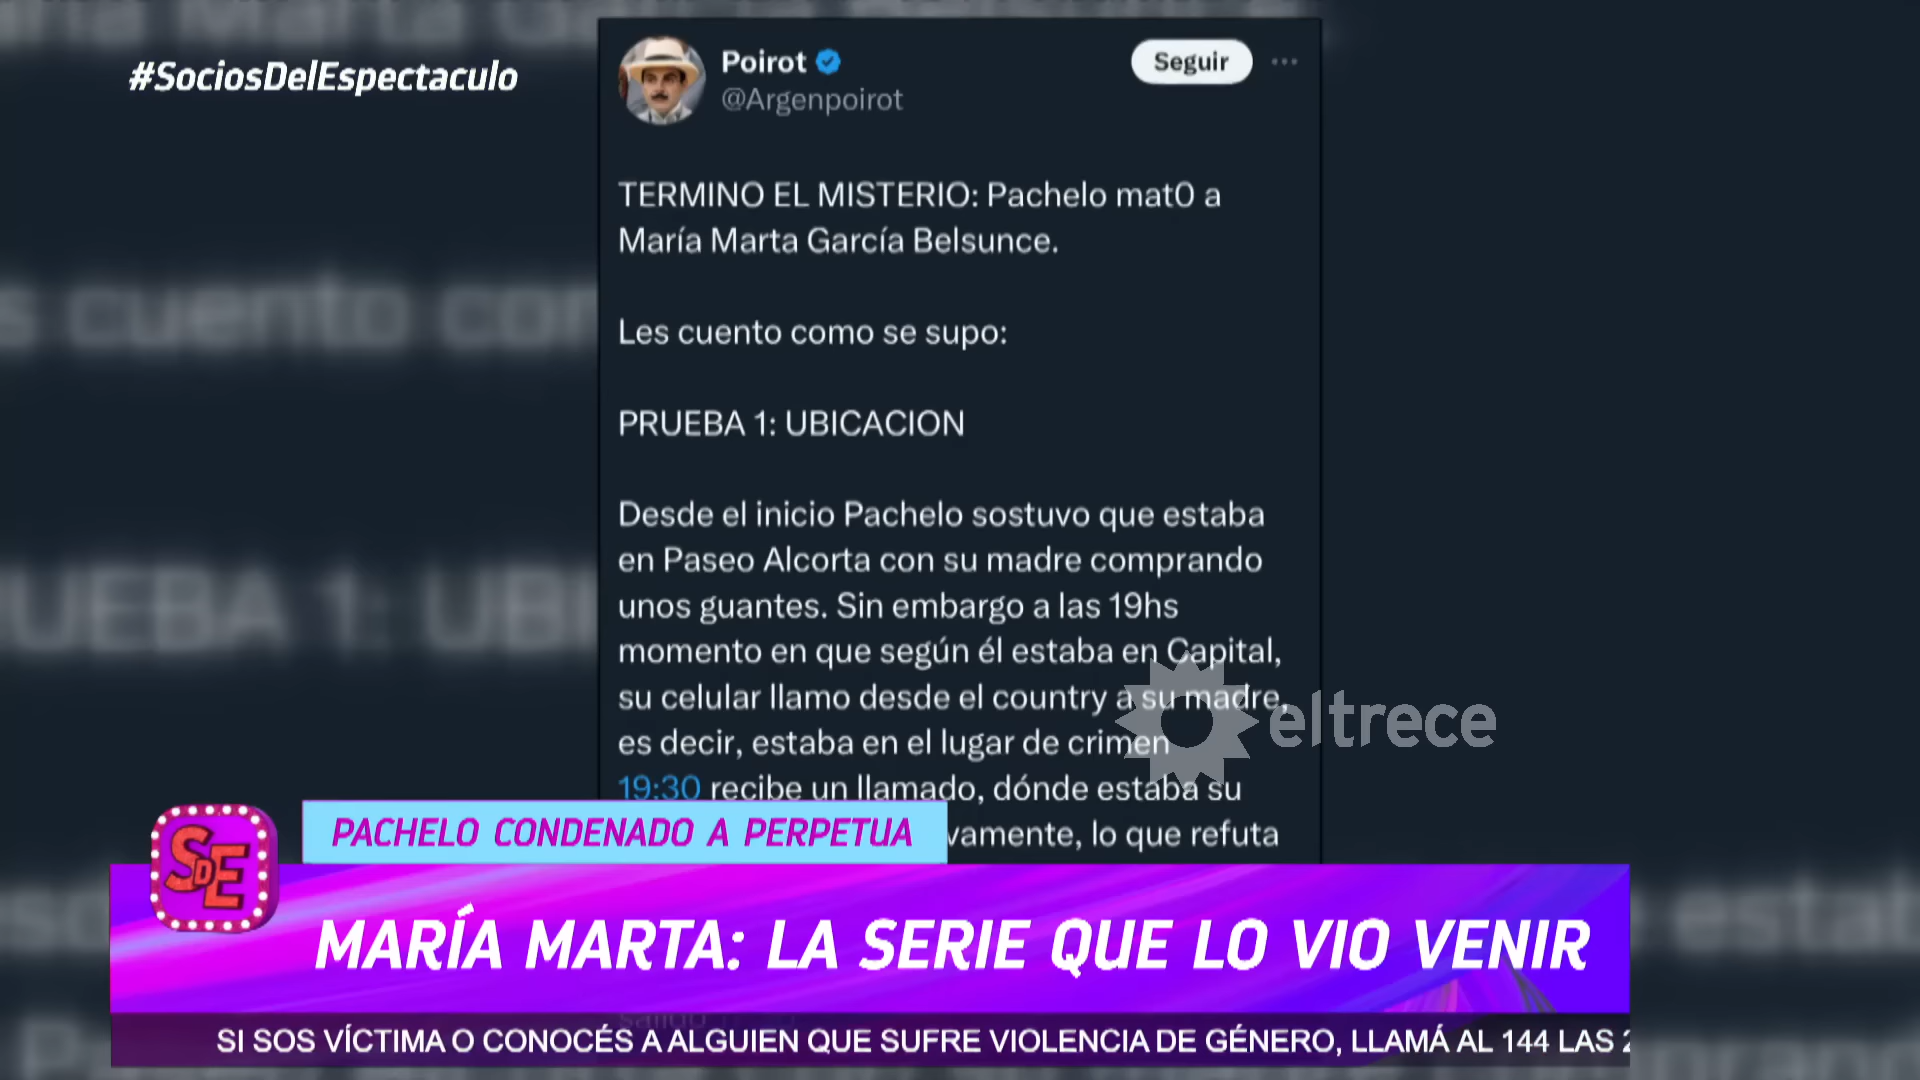 #SociosDelEspectaculo
Poirot
@Argenpoirot
Seguir
TERMINO EL MISTERIO: Pachelo mat0 a
María Marta García Belsunce.
Les cuento como se supo:
PRUEBA 1: UBICACION
Desde el inicio Pachelo sostuvo que estaba
en Paseo Alcorta con su madre comprando
unos guantes. Sin embargo a las 19hs
momento en que según él estaba en Capital,
su celular llamo desde el country a su madre,
es decir, estaba en el lugar de crimen
19:30 recibe un llamado, dónde estaba su
vamente, lo que refuta
eltrece
PACHELO CONDENADO A PERPETUA
SDE
MARÍA MARTA: LA SERIE QUE LO VIO VENIR
SI SOS VÍCTIMA O CONOCÉS A ALGUIEN QUE SUFRE VIOLENCIA DE GÉNERO, LLAMÁ AL 144 LAS